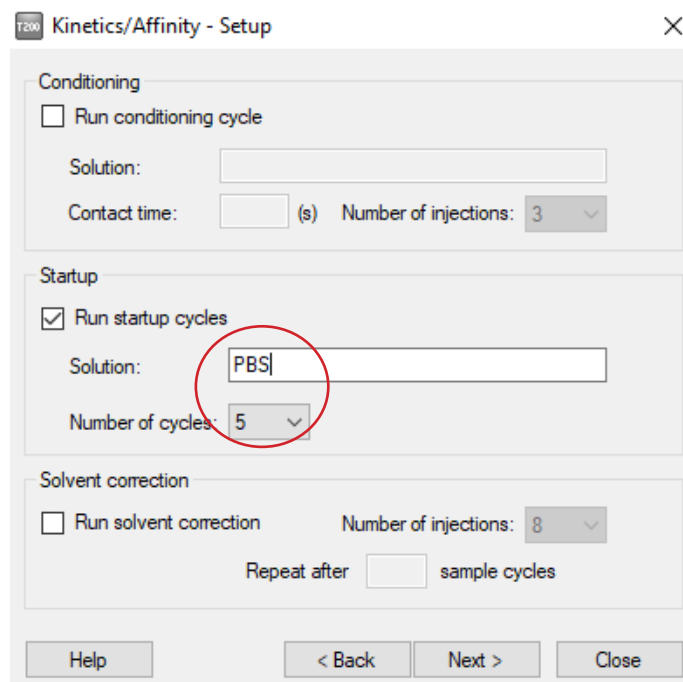 T200 Kinetics/Affinity - Setup
Conditioning
Run conditioning cycle
Solution:
Contact time: (s) Number of injections: 3
Startup
Run startup cycles
Solution: PBS
Number of cycles: 5
Solvent correction
Run solvent correction Number of injections: 8
Repeat after sample cycles
Help < Back Next > Close